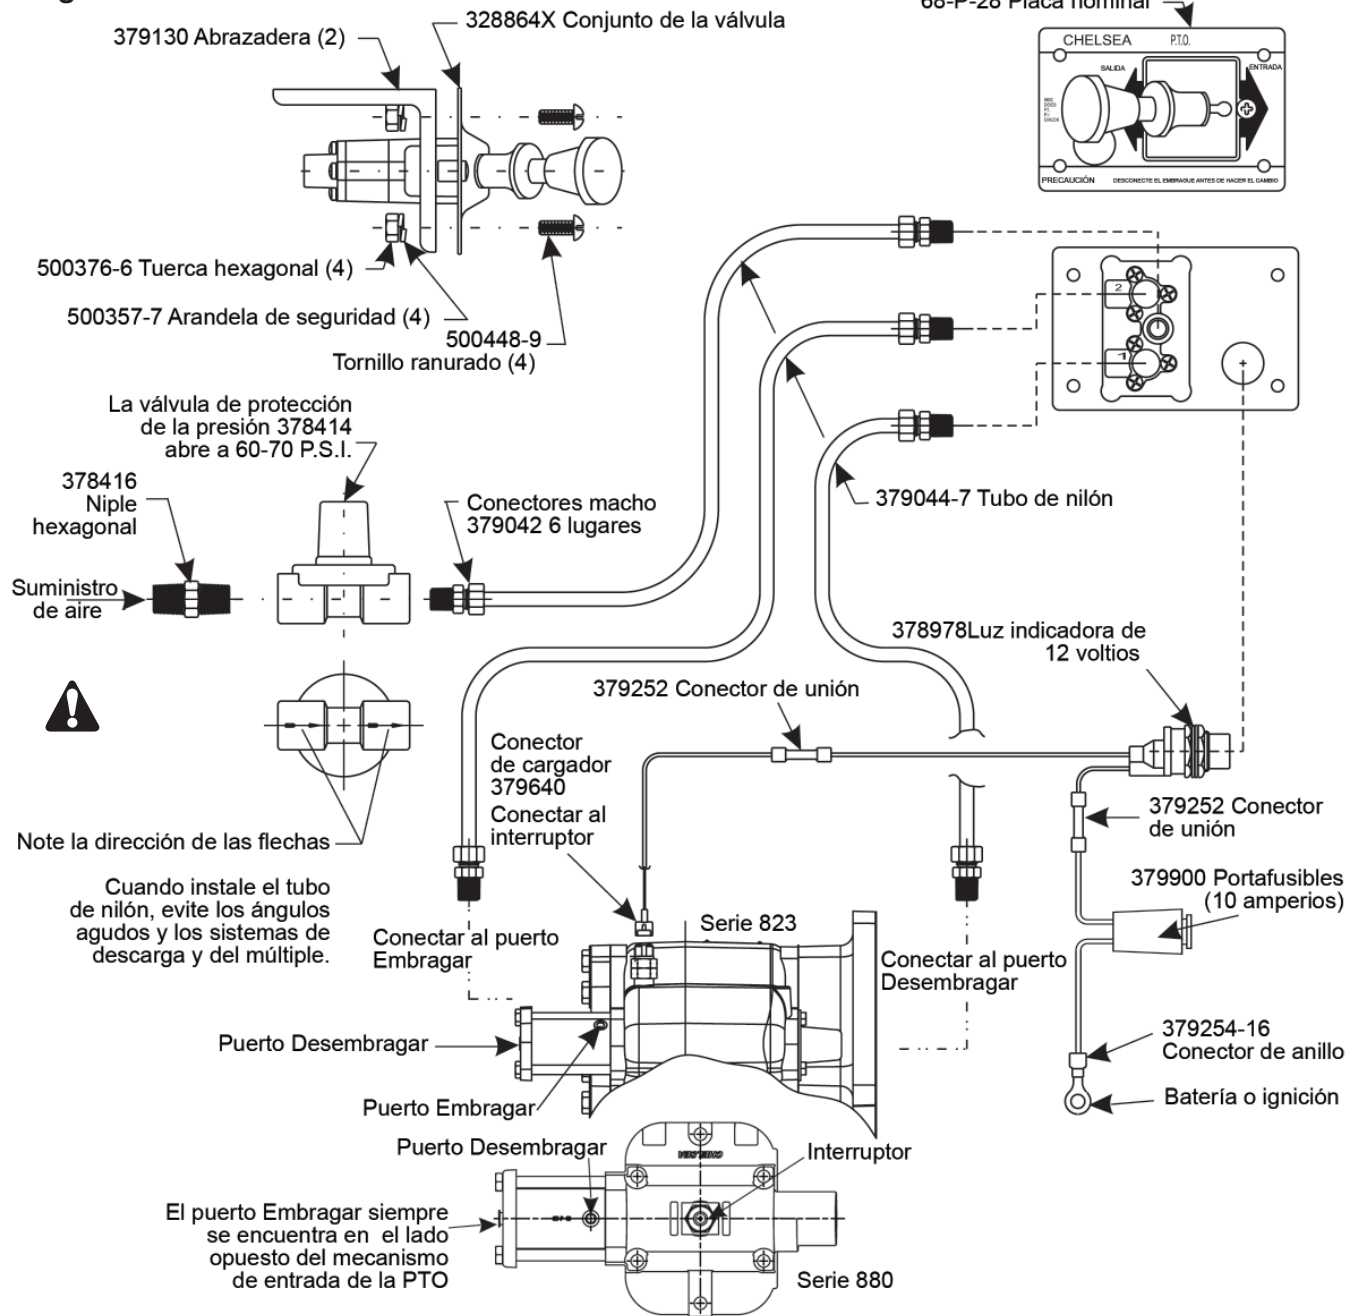 68-P-28 Placa nominal
328864X Conjunto de la válvula
379130 Abrazadera (2)
CHELSEA P.T.O.
SALIDA
ENTRADA
PRECAUCIÓN DESCONECTE EL EMBRAGUE ANTES DE HACER EL CAMBIO
500376-6 Tuerca hexagonal (4)
500357-7 Arandela de seguridad (4)
500448-9
Tornillo ranurado (4)
2
1
La válvula de protección
de la presión 378414
abre a 60-70 P.S.I.
378416
Niple
hexagonal
Conectores macho
379042 6 lugares
379044-7 Tubo de nilón
Suministro
de aire
378978Luz indicadora de
12 voltios
379252 Conector de unión
Conector
de cargador
379640
Conectar al
interruptor
379252 Conector
de unión
Note la dirección de las flechas
379900 Portafusibles
(10 amperios)
Cuando instale el tubo
de nilón, evite los ángulos
agudos y los sistemas de
descarga y del múltiple.
Serie 823
Conectar al puerto
Embragar
Conectar al puerto
Desembragar
379254-16
Conector de anillo
Puerto Desembragar
Batería o ignición
Puerto Embragar
Puerto Desembragar
Interruptor
CHELSEA
El puerto Embragar siempre
se encuentra en el lado
opuesto del mecanismo
de entrada de la PTO
Serie 880